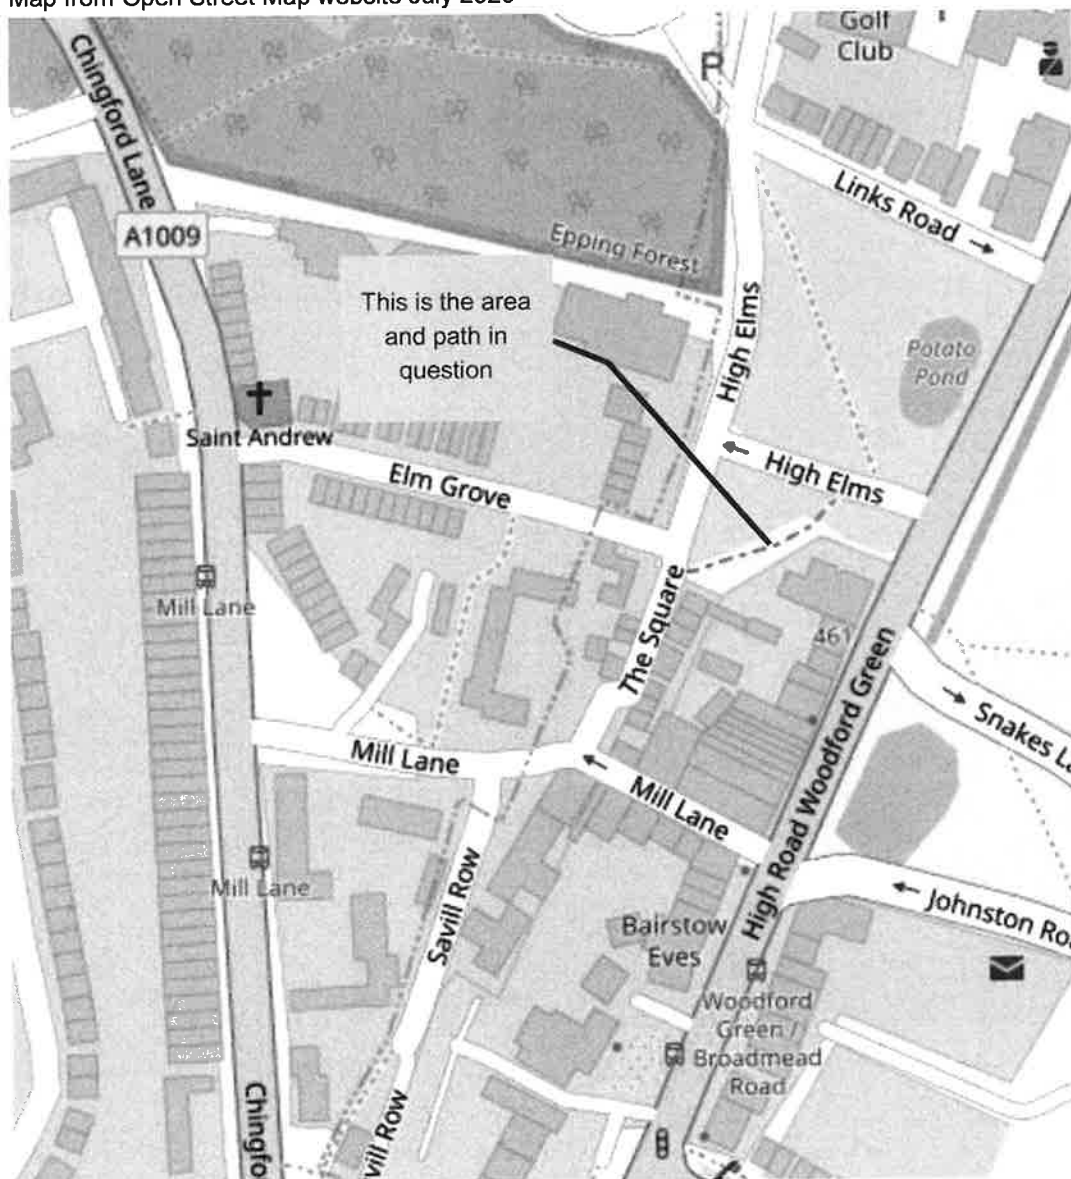 Map from Open Street Map website July 2020
Golf
Club
Chingford Lane
Links Road
A1009
Epping Forest
This is the area
and path in
question
High Elms
Potato
Pond
Saint Andrew
Elm Grove
High Elms
Mill Lane
The Square
461
High Road Woodford Green
Snakes La
Mill Lane
Mill Lane
Mill Lane
Savill Row
Johnston Roa
Bairstow
Eves
Woodford
Green /
Broadmead
Road
Chingfo
vill Row